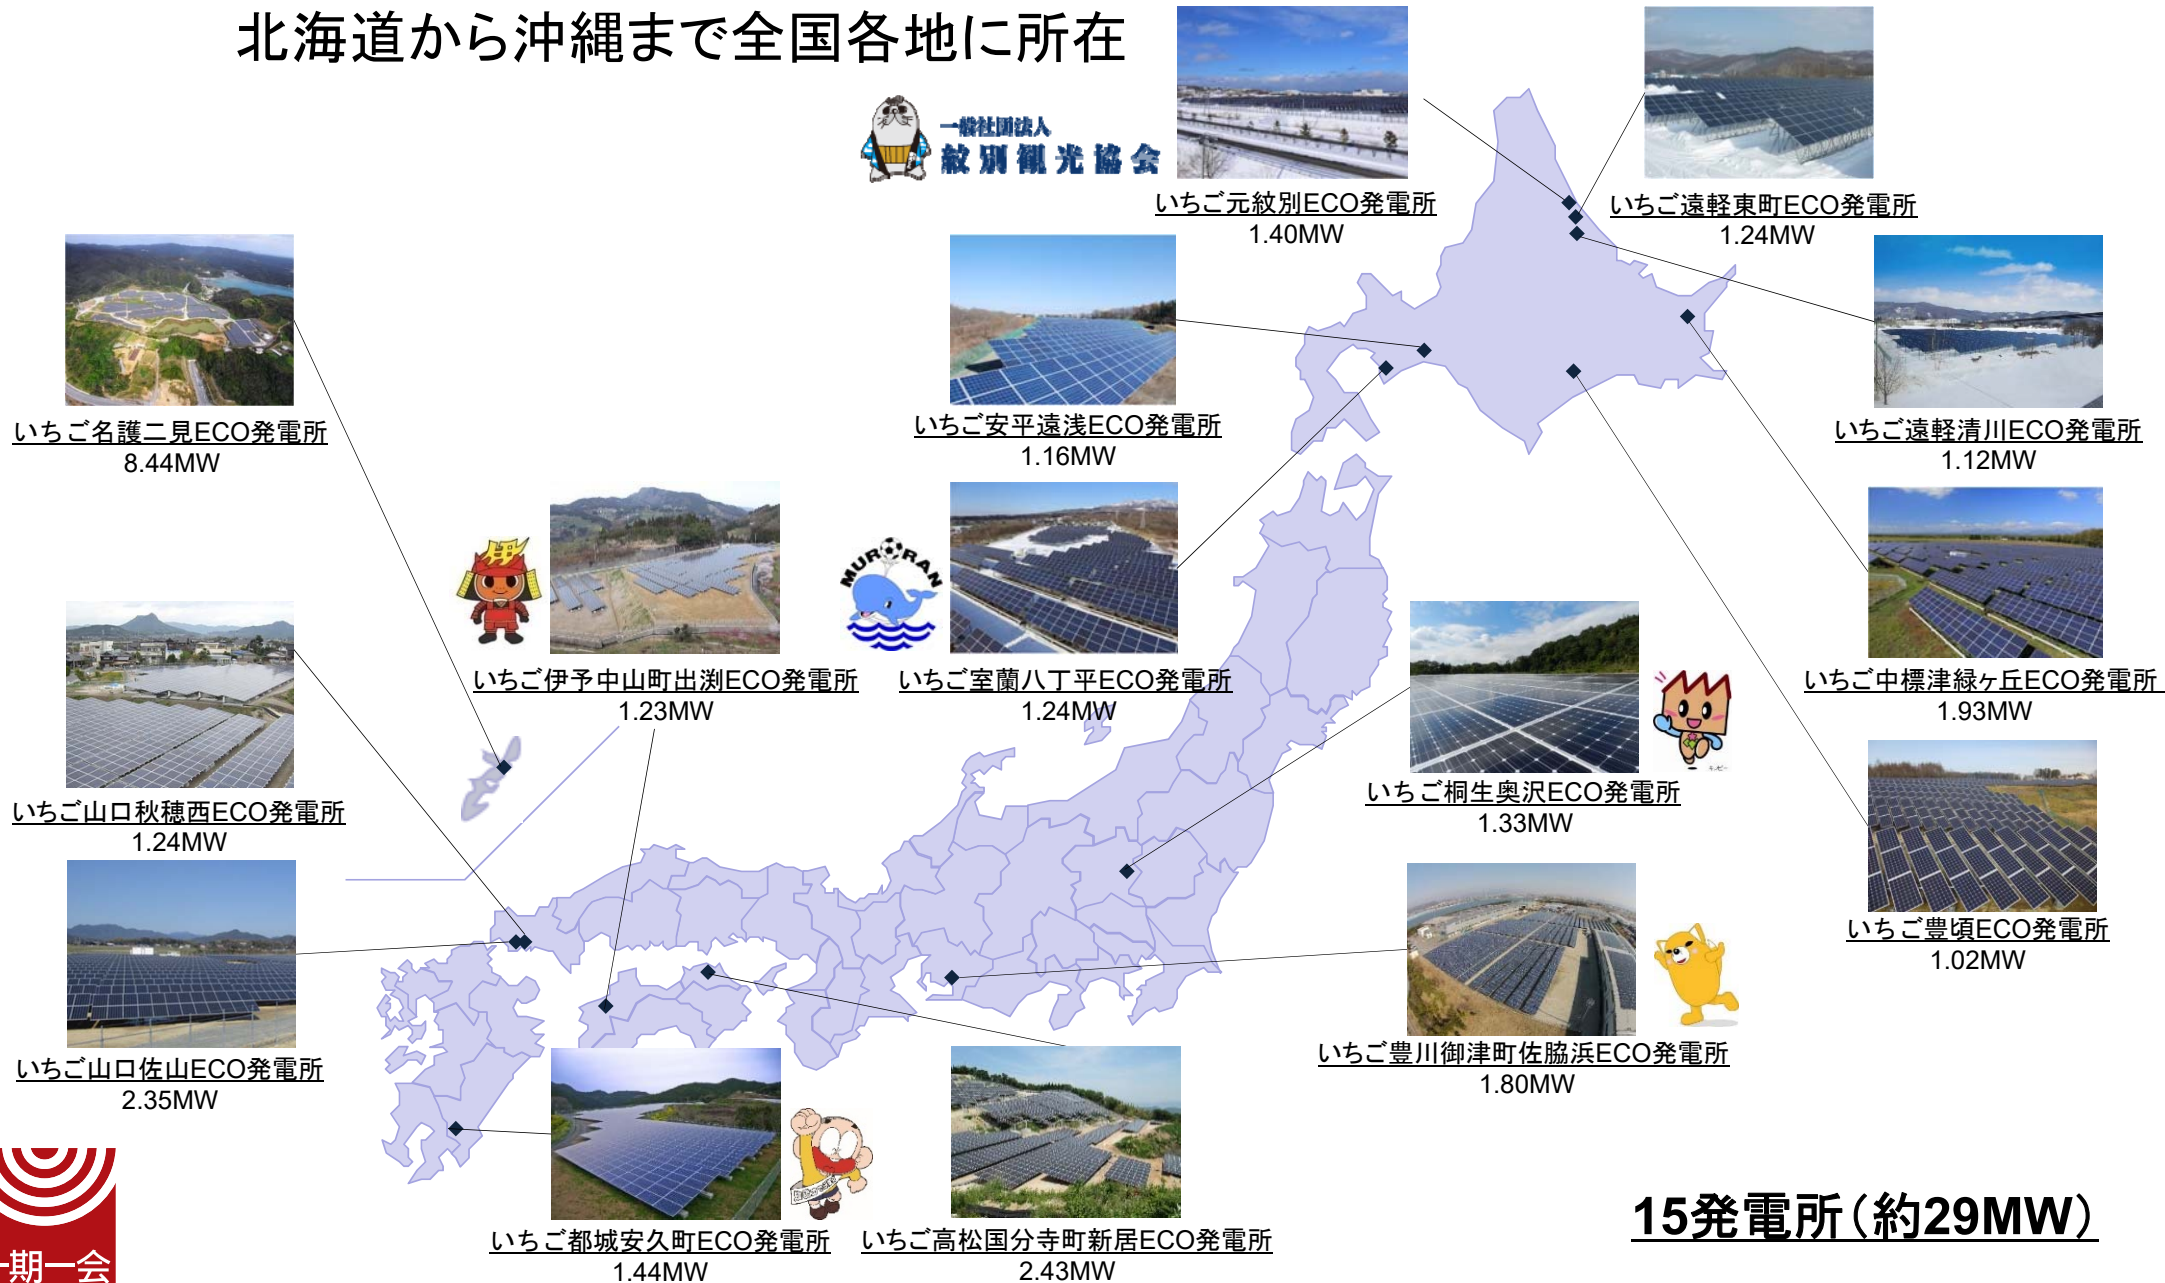 北海道から沖縄まで全国各地に所在
一般社団法人
紋別観光協会
いちご元紋別ECO発電所
1.40MW
いちご遠軽東町ECO発電所
1.24MW
いちご名護二見ECO発電所
8.44MW
いちご安平遠浅ECO発電所
1.16MW
いちご遠軽清川ECO発電所
1.12MW
MURORAN
いちご伊予中山町出渕ECO発電所
1.23MW
いちご室蘭八丁平ECO発電所
1.24MW
いちご中標津緑ヶ丘ECO発電所
1.93MW
いちご山口秋穂西ECO発電所
1.24MW
いちご桐生奥沢ECO発電所
1.33MW
いちご豊頃ECO発電所
1.02MW
いちご山口佐山ECO発電所
2.35MW
いちご豊川御津町佐脇浜ECO発電所
1.80MW
いちご都城安久町ECO発電所
1.44MW
いちご高松国分寺町新居ECO発電所
2.43MW
15発電所（約29MW）
一期一会